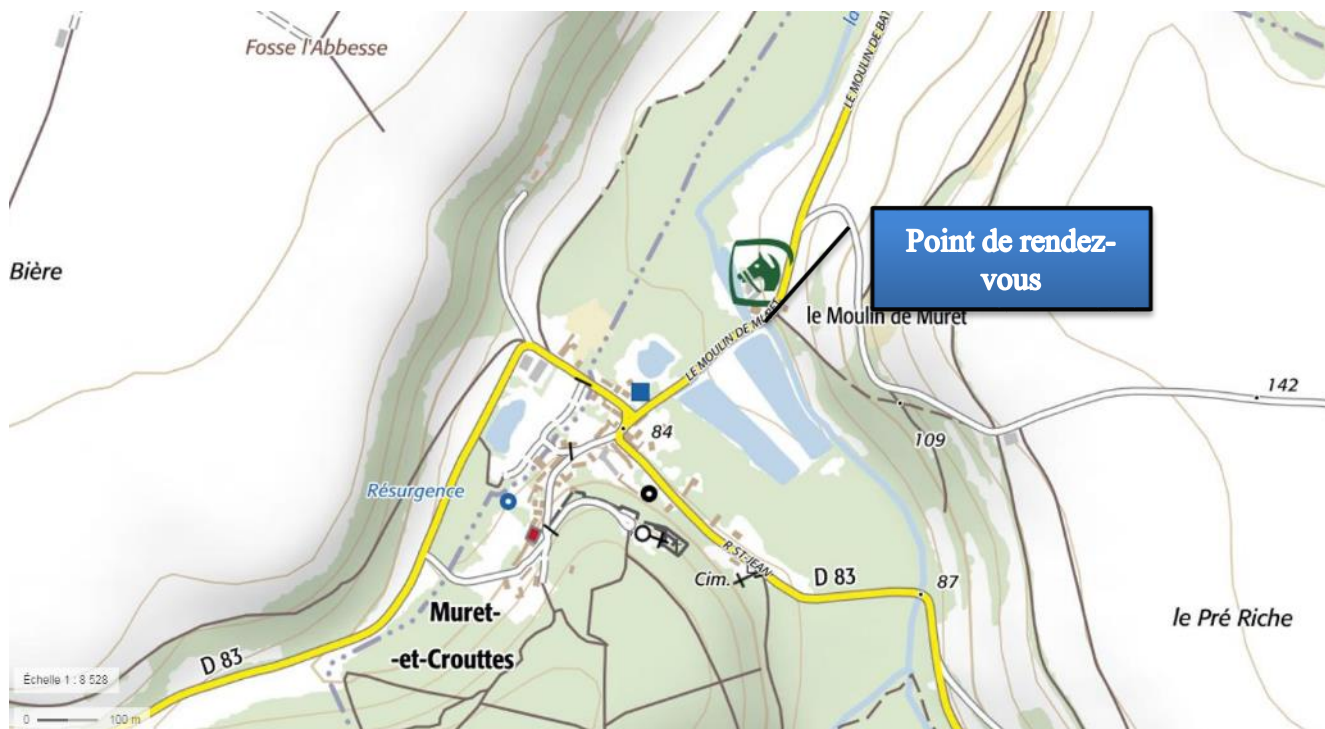 Fosse l'Abbesse
la
LE MOULIN DE BAT
Point de rendez-
vous
Bière
le Moulin de Muret
LE MOULIN DE MURET
142
84
109
Résurgence
R ST-JEAN
Cim.
D 83
87
Muret-
-et-Crouttes
le Pré Riche
D 83
Échelle 1 : 8 528
0
100 m